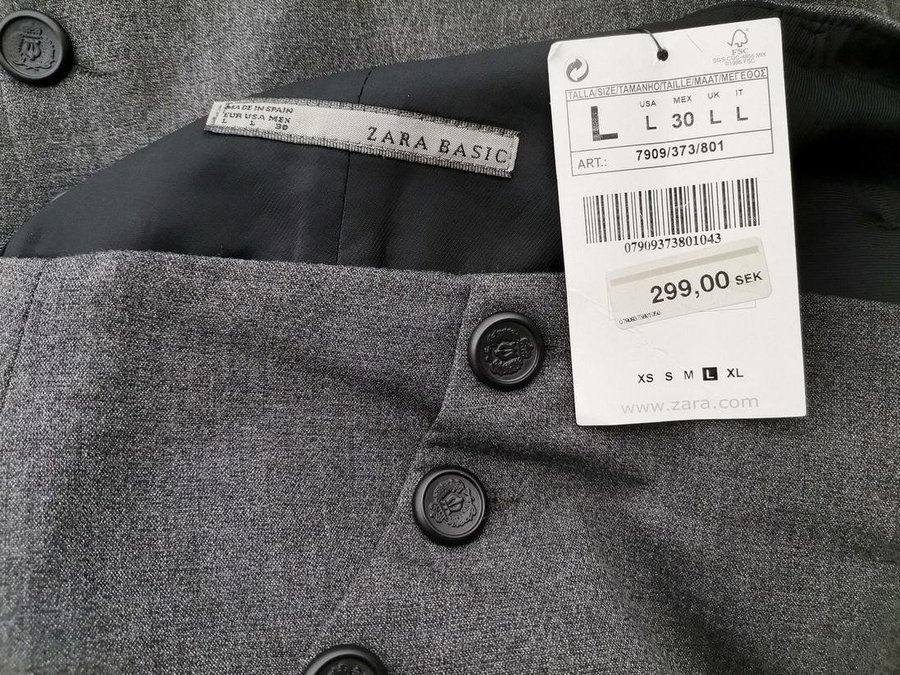 MADE IN SPAIN
EUR USA MEX
L L 30
ZARA BASIC
FSC
TALLA/SIZE/TAMANHO/TAILLE/MAAT/ΜΕΓΕΘΟΣ
USA MEX UK IT
L L 30 L L
ART.: 7909/373/801
07909373801043
299,00 SEK
XS S M L XL
www.zara.com